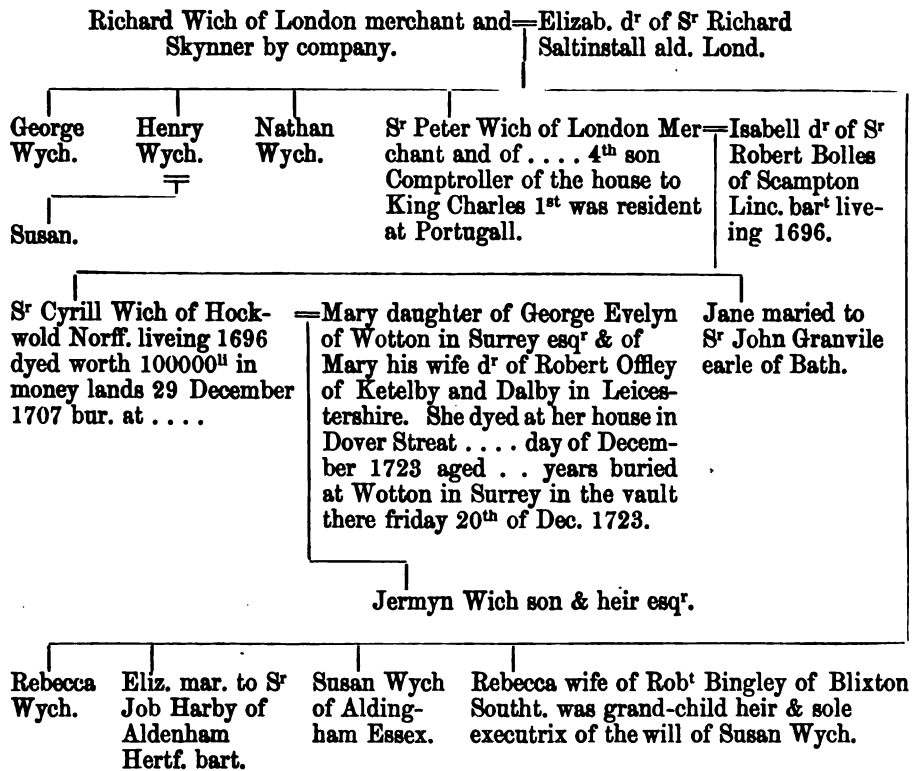 Richard Wich of London merchant and=Elizab. dʳ of Sʳ Richard
Skynner by company. Saltinstall ald. Lond.
George
Wych.
Henry
Wych.
Nathan
Wych.
Sʳ Peter Wich of London Mer-
chant and of . . . . 4ᵗʰ son
Comptroller of the house to
King Charles 1ˢᵗ was resident
at Portugall.
=Isabell dʳ of Sʳ
Robert Bolles
of Scampton
Linc. barᵗ live-
ing 1696.
Susan.
Sʳ Cyrill Wich of Hock-
wold Norff. liveing 1696
dyed worth 100000ˡⁱ in
money lands 29 December
1707 bur. at . . . .
=Mary daughter of George Evelyn
of Wotton in Surrey esqʳ & of
Mary his wife dʳ of Robert Offley
of Ketelby and Dalby in Leices-
tershire. She dyed at her house in
Dover Streat . . . . day of Decem-
ber 1723 aged . . years buried
at Wotton in Surrey in the vault
there friday 20ᵗʰ of Dec. 1723.
Jane maried to
Sʳ John Granvile
earle of Bath.
Jermyn Wich son & heir esqʳ.
Rebecca
Wych.
Eliz. mar. to Sʳ
Job Harby of
Aldenham
Hertf. bart.
Susan Wych
of Alding-
ham Essex.
Rebecca wife of Robᵗ Bingley of Blixton
Southt. was grand-child heir & sole
executrix of the will of Susan Wych.